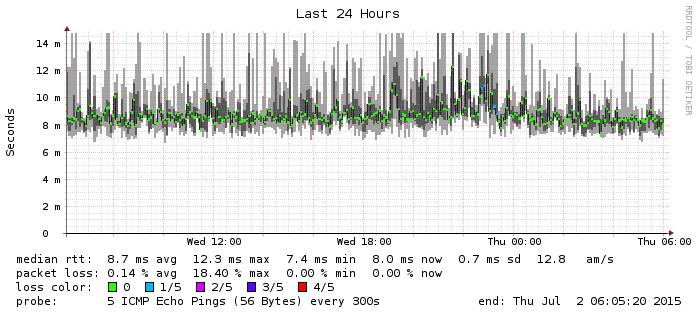 Last 24 Hours
RRDTOOL / TOBI OETIKER
Seconds
14 m
12 m
10 m
8 m
6 m
4 m
2 m
0
Wed 12:00 Wed 18:00 Thu 00:00 Thu 06:00
median rtt: 8.7 ms avg 12.3 ms max 7.4 ms min 8.0 ms now 0.7 ms sd 12.8 am/s
packet loss: 0.14 % avg 18.40 % max 0.00 % min 0.00 % now
loss color: 0 1/5 2/5 3/5 4/5
probe: 5 ICMP Echo Pings (56 Bytes) every 300s end: Thu Jul 2 06:05:20 2015